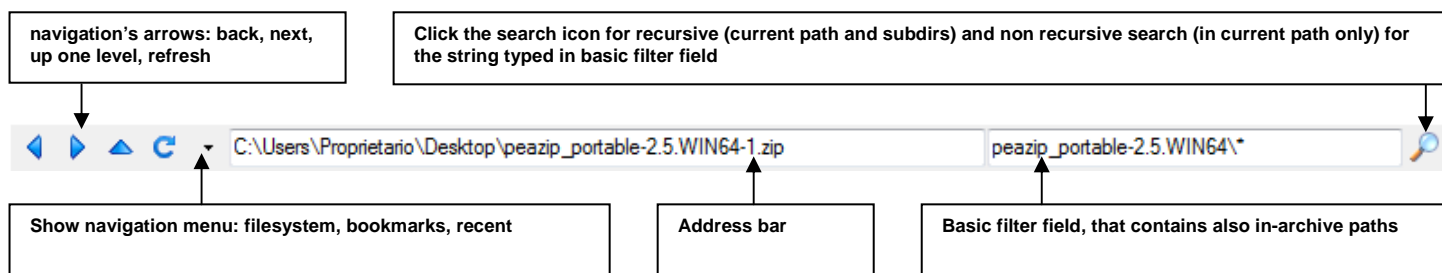 navigation's arrows: back, next,
up one level, refresh
Click the search icon for recursive (current path and subdirs) and non recursive search (in current path only) for
the string typed in basic filter field
C:\Users\Proprietario\Desktop\peazip_portable-2.5.WIN64-1.zip
peazip_portable-2.5.WIN64\*
Show navigation menu: filesystem, bookmarks, recent
Address bar
Basic filter field, that contains also in-archive paths